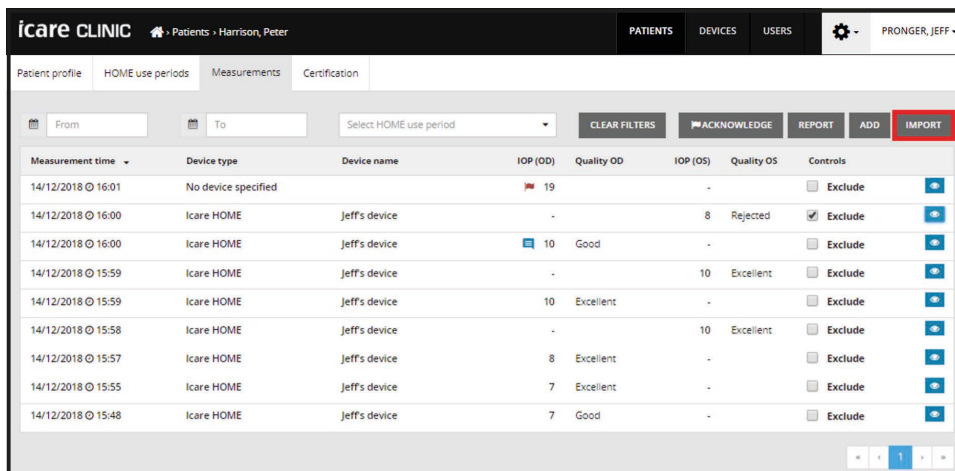 icare CLINIC › Patients › Harrison, Peter PATIENTS DEVICES USERS PRONGER, JEFF
Patient profile HOME use periods Measurements Certification
From To Select HOME use period CLEAR FILTERS ACKNOWLEDGE REPORT ADD IMPORT
Measurement time Device type Device name IOP (OD) Quality OD IOP (OS) Quality OS Controls
14/12/2018 16:01 No device specified 19 - Exclude
14/12/2018 16:00 Icare HOME Jeff's device - 8 Rejected Exclude
14/12/2018 16:00 Icare HOME Jeff's device 10 Good - Exclude
14/12/2018 15:59 Icare HOME Jeff's device - 10 Excellent Exclude
14/12/2018 15:59 Icare HOME Jeff's device 10 Excellent - Exclude
14/12/2018 15:58 Icare HOME Jeff's device - 10 Excellent Exclude
14/12/2018 15:57 Icare HOME Jeff's device 8 Excellent - Exclude
14/12/2018 15:55 Icare HOME Jeff's device 7 Excellent - Exclude
14/12/2018 15:48 Icare HOME Jeff's device 7 Good - Exclude
« ‹ 1 › »